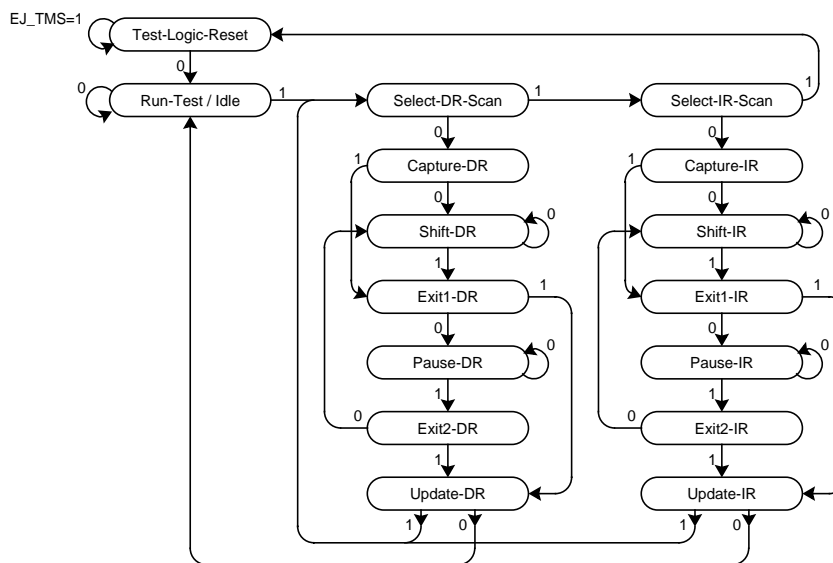 EJ_TMS=1
Test-Logic-Reset
0
1
0
Run-Test / Idle
1
Select-DR-Scan
1
Select-IR-Scan
0
0
1
Capture-DR
1
Capture-IR
0
0
0
0
Shift-DR
Shift-IR
1
1
Exit1-DR
1
Exit1-IR
1
0
0
0
0
Pause-DR
Pause-IR
1
1
0
Exit2-DR
0
Exit2-IR
1
1
Update-DR
Update-IR
1
0
1
0